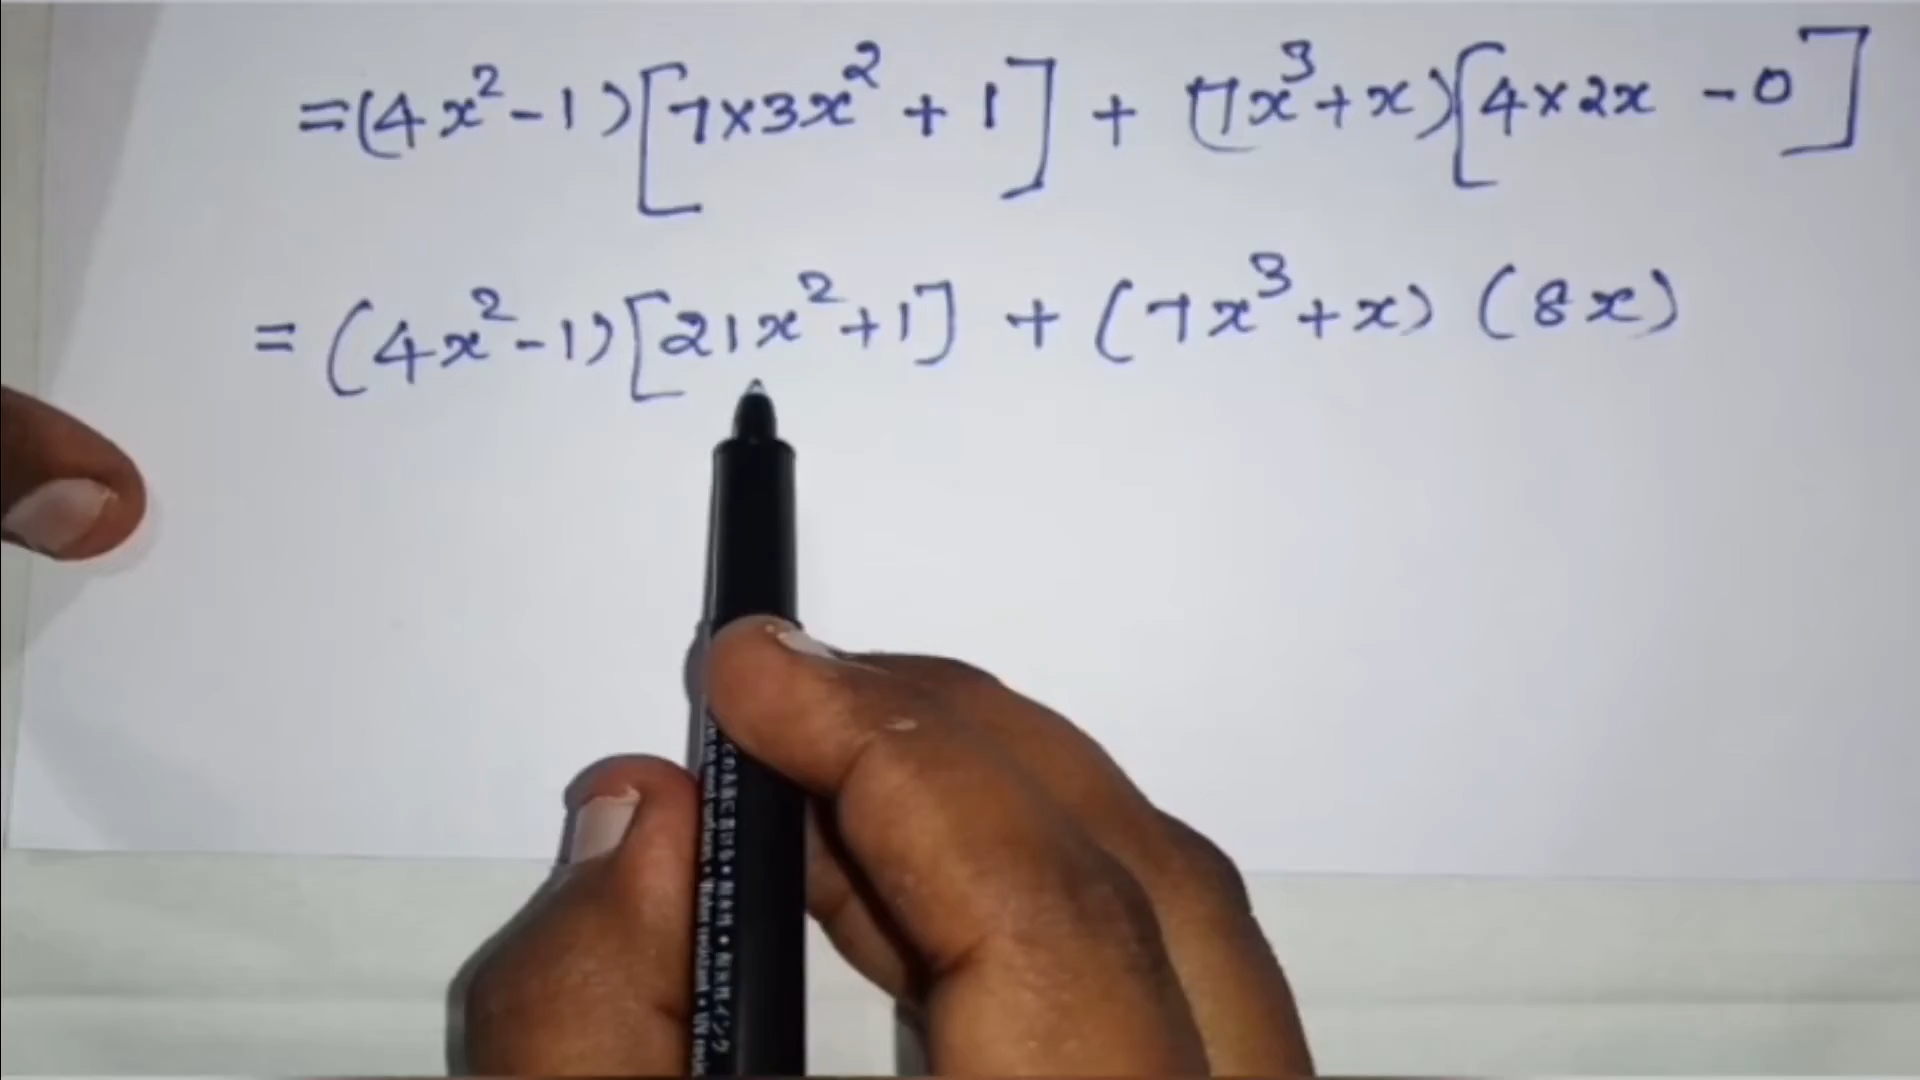 =(4x²-1)[7×3x²+1] + (7x³+x)[4×2x-0]
=(4x²-1)[21x²+1] + (7x³+x)(8x)